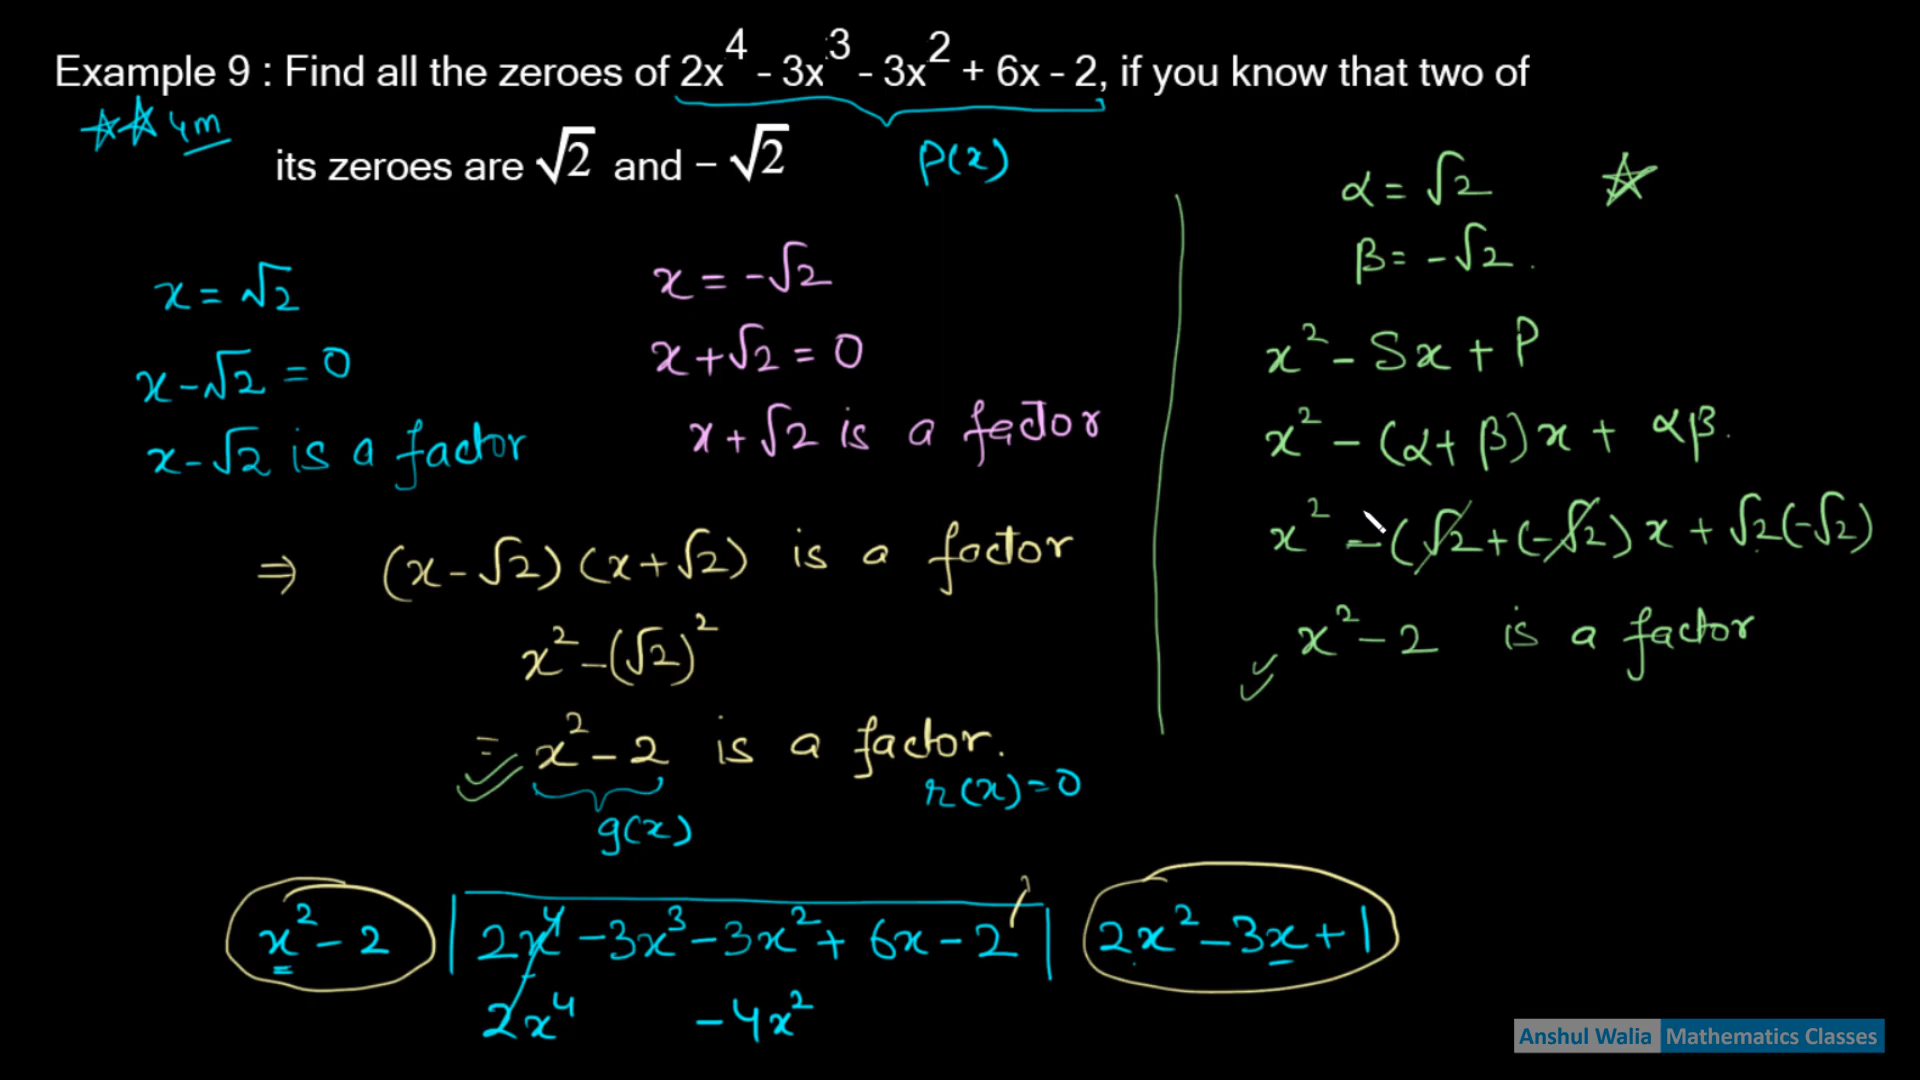 Example 9 : Find all the zeroes of 2x⁴ - 3x³ - 3x² + 6x - 2, if you know that two of
4m
its zeroes are √2 and - √2
p(x)
x = √2
x - √2 = 0
x - √2 is a factor
x = -√2
x + √2 = 0
x + √2 is a factor
⇒ (x - √2) (x + √2) is a factor
x² - (√2)²
= x² - 2 is a factor.
g(x)
r(x) = 0
α = √2
β = -√2.
x² - Sx + P
x² - (α + β)x + αβ.
x² - (√2 + (-√2)) x + √2(-√2)
x² - 2 is a factor
x² - 2 | 2x⁴ - 3x³ - 3x² + 6x - 2 | 2x² - 3x + 1
2x⁴ - 4x²
Anshul Walia Mathematics Classes